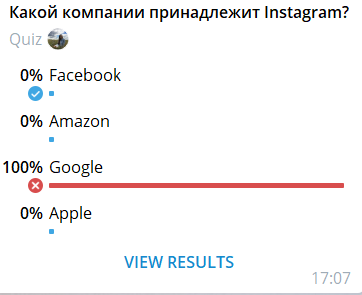 Какой компании принадлежит Instagram?
Quiz
0% Facebook
0% Amazon
100% Google
0% Apple
VIEW RESULTS
17:07